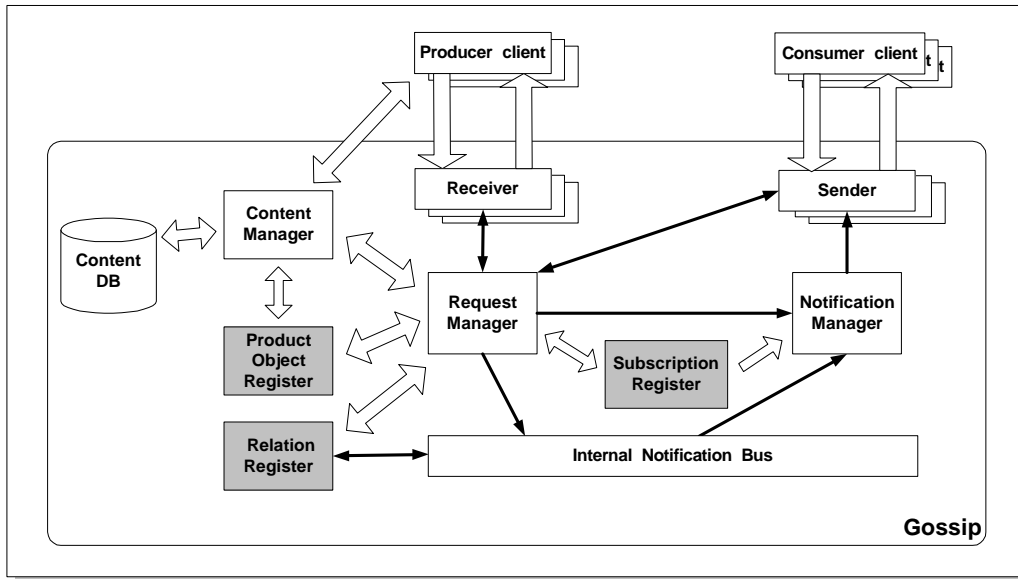 Producer client
Consumer client
t
t
Receiver
Sender
Content
Manager
Content
DB
Request
Manager
Notification
Manager
Product
Object
Register
Subscription
Register
Relation
Register
Internal Notification Bus
Gossip